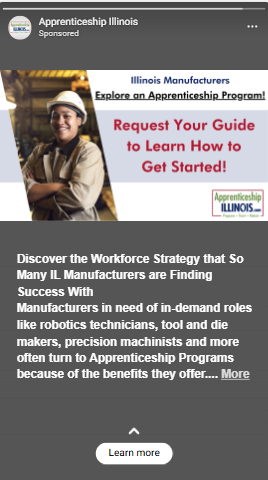 Apprenticeship Illinois
Sponsored
Illinois Manufacturers
Explore an Apprenticeship Program!
Request Your Guide
to Learn How to
Get Started!
Apprenticeship
ILLINOIS.com
Discover the Workforce Strategy that So
Many IL Manufacturers are Finding
Success With
Manufacturers in need of in-demand roles
like robotics technicians, tool and die
makers, precision machinists and more
often turn to Apprenticeship Programs
because of the benefits they offer.... More
Learn more